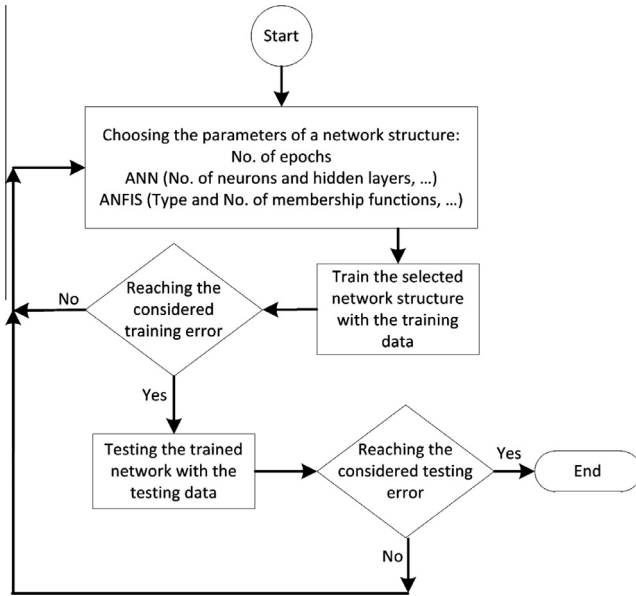 Start
Choosing the parameters of a network structure:
No. of epochs
ANN (No. of neurons and hidden layers, ...)
ANFIS (Type and No. of membership functions, ...)
Train the selected
network structure
with the training
data
Reaching the
considered
training error
No
Yes
Testing the trained
network with the
testing data
Reaching the
considered testing
error
Yes
End
No